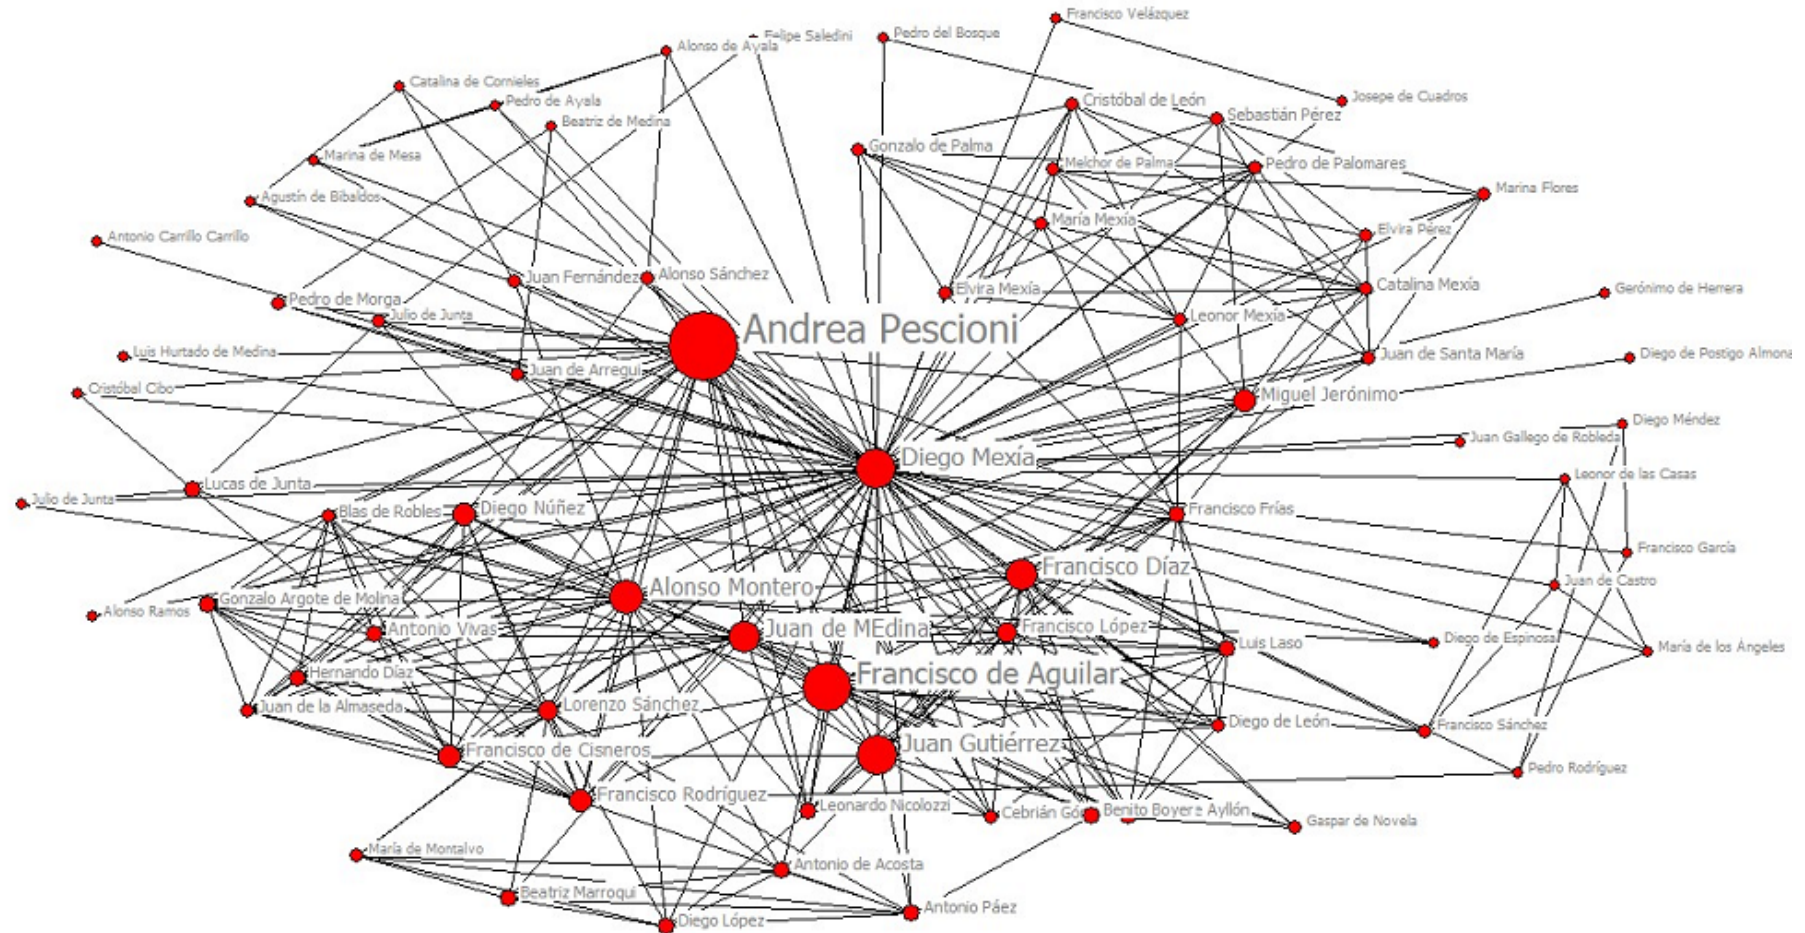 Francisco Velázquez
Felipe Saledini
Pedro del Bosque
Alonso de Ayala
Catalina de Cornieles
Pedro de Ayala
Josepe de Cuadros
Cristóbal de León
Sebastián Pérez
Beatriz de Medina
Gonzalo de Palma
Marina de Mesa
Melchor de Palma
Pedro de Palomares
Marina Flores
Agustín de Bibaldos
María Mexía
Elvira Pérez
Antonio Carrillo Carrillo
Juan Fernández
Alonso Sánchez
Elvira Mexía
Catalina Mexía
Gerónimo de Herrera
Pedro de Morga
Julio de Junta
Leonor Mexía
Andrea Pescioni
Luis Hurtado de Medina
Juan de Santa María
Diego de Postigo Almona
Juan de Arregui
Cristóbal Cibo
Miguel Jerónimo
Diego Méndez
Juan Gallego de Robleda
Diego Mexía
Leonor de las Casas
Lucas de Junta
Julio de Junta
Blas de Robles
Diego Núñez
Francisco Frías
Francisco García
Francisco Díaz
Juan de Castro
Alonso Montero
Gonzalo Argote de Molina
Alonso Ramos
Antonio Vivas
Juan de MEdina
Francisco López
Luis Laso
Diego de Espinosa
María de los Ángeles
Hernando Díaz
Francisco de Aguilar
Juan de la Almaseda
Lorenzo Sánchez
Diego de León
Francisco Sánchez
Francisco de Cisneros
Juan Gutiérrez
Pedro Rodríguez
Francisco Rodríguez
Leonardo Nicolozzi
Cebrián
Benito Boyer
Ayllón
Gaspar de Novela
María de Montalvo
Antonio de Acosta
Beatriz Marroqui
Antonio Páez
Diego López